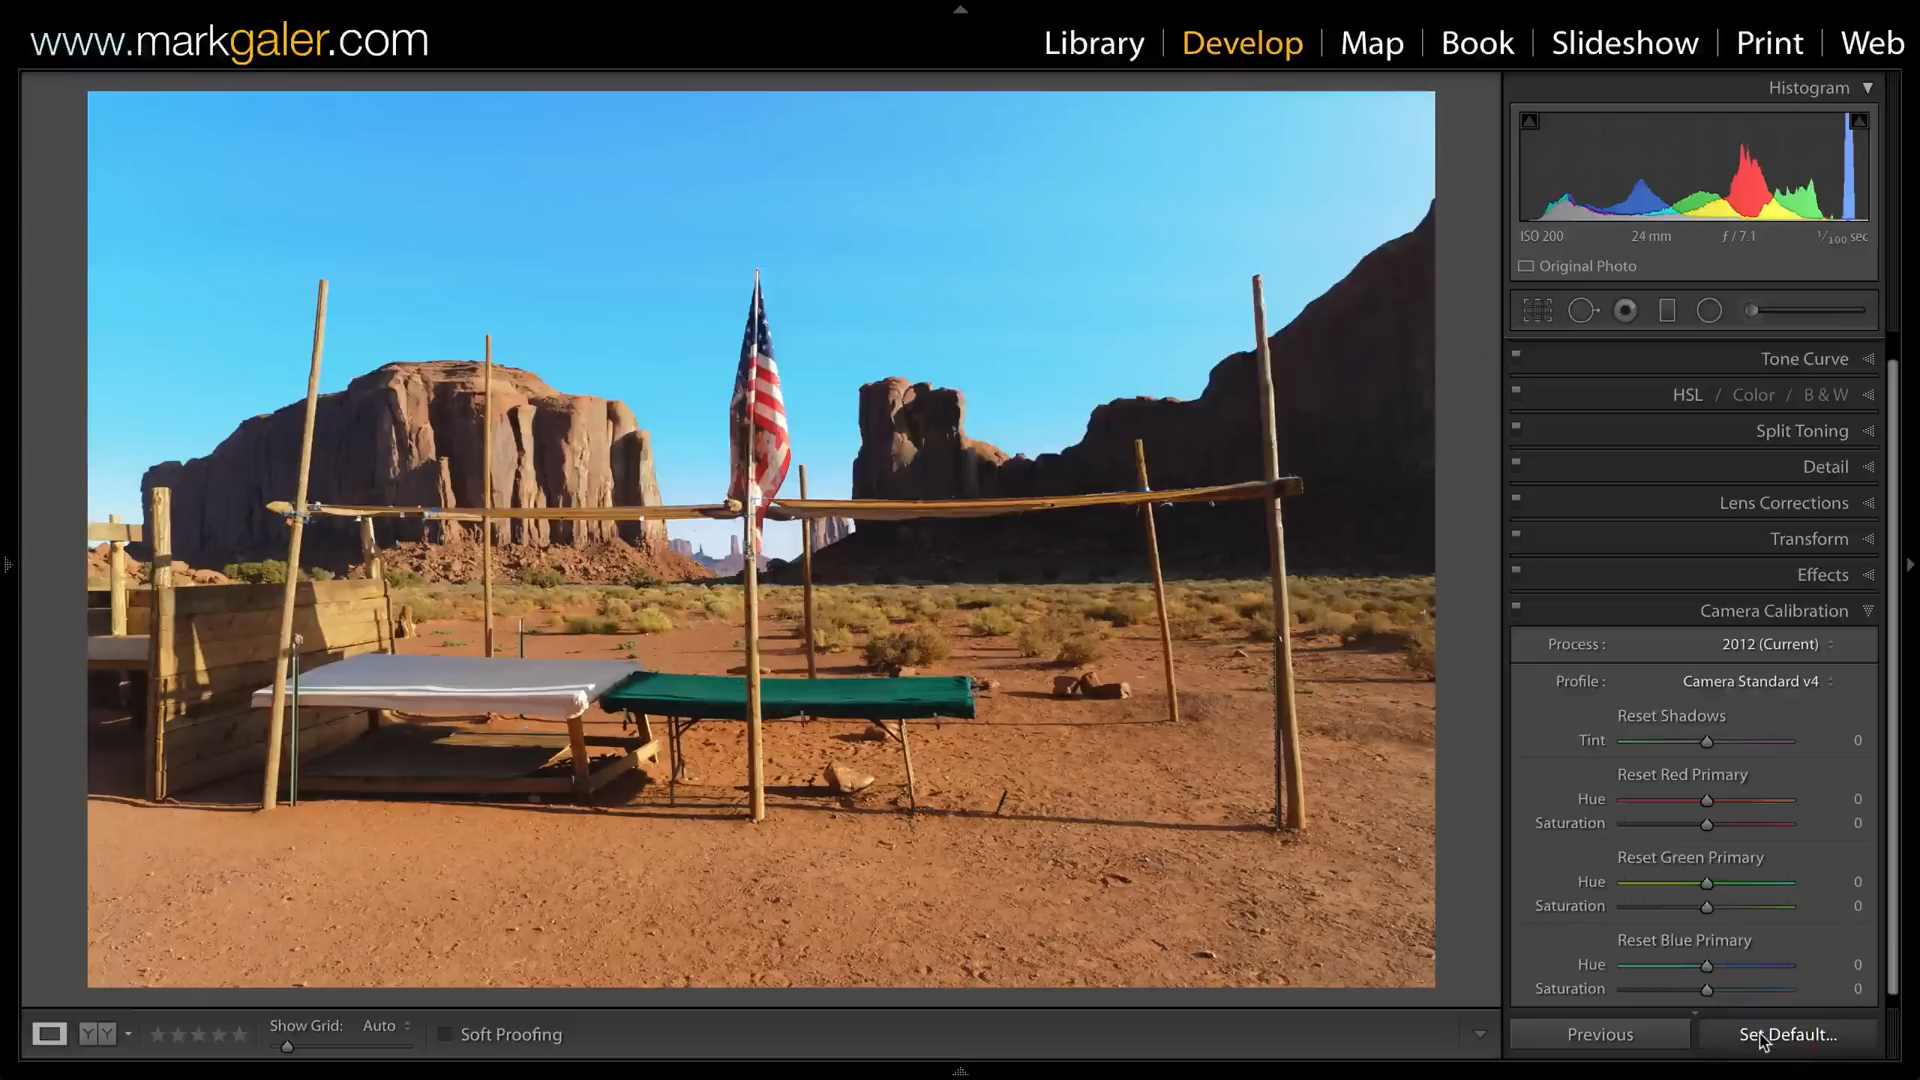 www.markgaler.com
Library | Develop | Map | Book | Slideshow | Print | Web
Histogram
ISO 200 24 mm ƒ / 7.1 1/100 sec
Original Photo
Tone Curve
HSL / Color / B & W
Split Toning
Detail
Lens Corrections
Transform
Effects
Camera Calibration
Process : 2012 (Current)
Profile : Camera Standard v4
Reset Shadows
Tint 0
Reset Red Primary
Hue 0
Saturation 0
Reset Green Primary
Hue 0
Saturation 0
Reset Blue Primary
Hue 0
Saturation 0
YY Show Grid: Auto Soft Proofing
Previous Set Default...